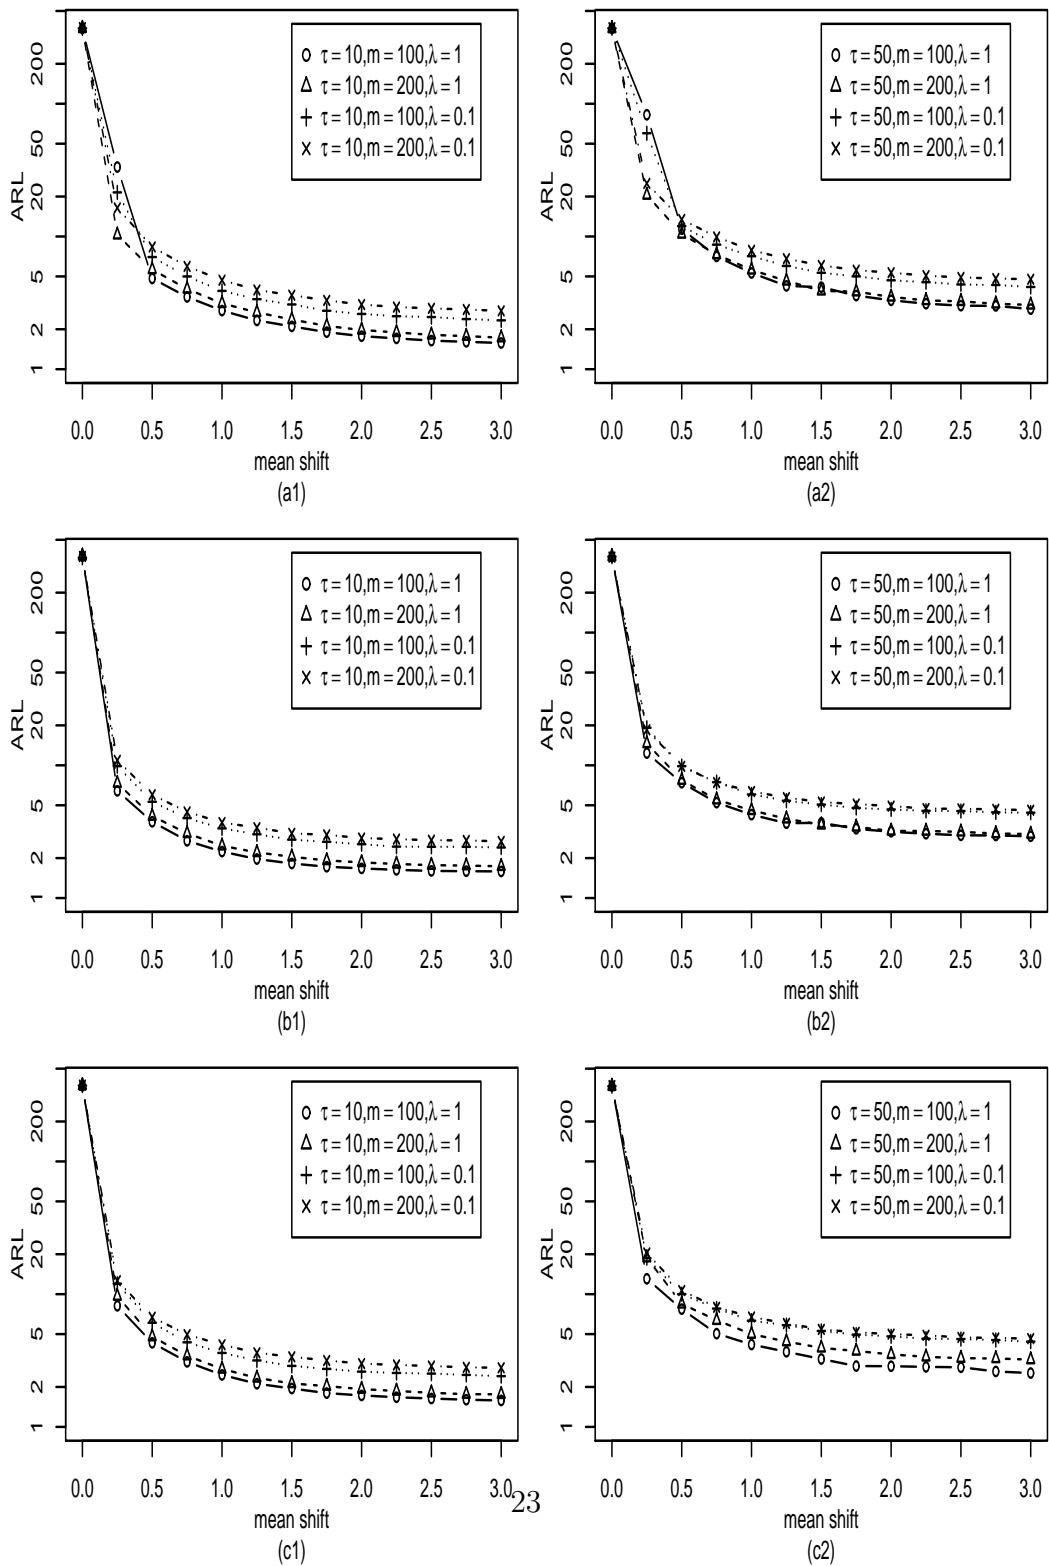 τ = 10,m = 100,λ = 1
τ = 10,m = 200,λ = 1
τ = 10,m = 100,λ = 0.1
τ = 10,m = 200,λ = 0.1
ARL
200
50
20
5
2
1
0.0 0.5 1.0 1.5 2.0 2.5 3.0
mean shift
(a1)
τ = 50,m = 100,λ = 1
τ = 50,m = 200,λ = 1
τ = 50,m = 100,λ = 0.1
τ = 50,m = 200,λ = 0.1
ARL
200
50
20
5
2
1
0.0 0.5 1.0 1.5 2.0 2.5 3.0
mean shift
(a2)
τ = 10,m = 100,λ = 1
τ = 10,m = 200,λ = 1
τ = 10,m = 100,λ = 0.1
τ = 10,m = 200,λ = 0.1
ARL
200
50
20
5
2
1
0.0 0.5 1.0 1.5 2.0 2.5 3.0
mean shift
(b1)
τ = 50,m = 100,λ = 1
τ = 50,m = 200,λ = 1
τ = 50,m = 100,λ = 0.1
τ = 50,m = 200,λ = 0.1
ARL
200
50
20
5
2
1
0.0 0.5 1.0 1.5 2.0 2.5 3.0
mean shift
(b2)
τ = 10,m = 100,λ = 1
τ = 10,m = 200,λ = 1
τ = 10,m = 100,λ = 0.1
τ = 10,m = 200,λ = 0.1
ARL
200
50
20
5
2
1
0.0 0.5 1.0 1.5 2.0 2.5 3.0
mean shift
(c1)
τ = 50,m = 100,λ = 1
τ = 50,m = 200,λ = 1
τ = 50,m = 100,λ = 0.1
τ = 50,m = 200,λ = 0.1
ARL
200
50
20
5
2
1
0.0 0.5 1.0 1.5 2.0 2.5 3.0
mean shift
(c2)
23